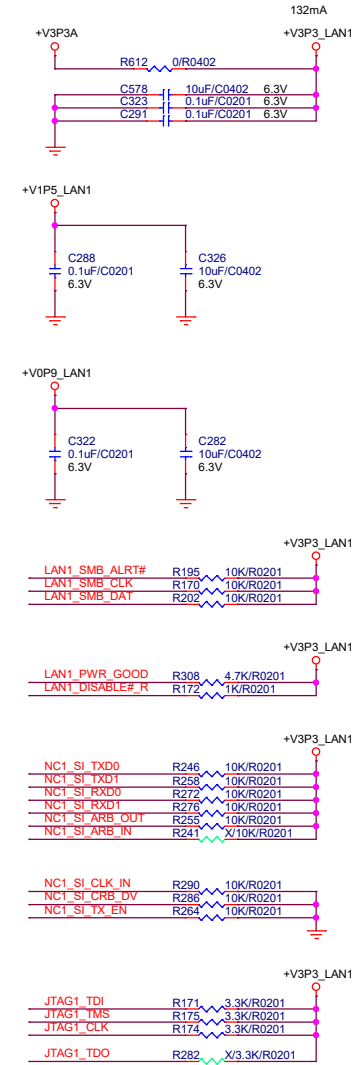 132mA
+V3P3A +V3P3_LAN1
R612 0/R0402
C578 10uF/C0402 6.3V
C323 0.1uF/C0201 6.3V
C291 0.1uF/C0201 6.3V
+V1P5_LAN1
C288 C326
0.1uF/C0201 10uF/C0402
6.3V 6.3V
+V0P9_LAN1
C322 C282
0.1uF/C0201 10uF/C0402
6.3V 6.3V
+V3P3_LAN1
LAN1_SMB_ALRT# R195 10K/R0201
LAN1_SMB_CLK R170 10K/R0201
LAN1_SMB_DAT R202 10K/R0201
+V3P3_LAN1
LAN1_PWR_GOOD R308 4.7K/R0201
LAN1_DISABLE#_R R172 1K/R0201
+V3P3_LAN1
NC1_SI_TXD0 R246 10K/R0201
NC1_SI_TXD1 R258 10K/R0201
NC1_SI_RXD0 R272 10K/R0201
NC1_SI_RXD1 R276 10K/R0201
NC1_SI_ARB_OUT R255 10K/R0201
NC1_SI_ARB_IN R241 X/10K/R0201
NC1_SI_CLK_IN R290 10K/R0201
NC1_SI_CRB_DV R286 10K/R0201
NC1_SI_TX_EN R264 10K/R0201
+V3P3_LAN1
JTAG1_TDI R171 3.3K/R0201
JTAG1_TMS R175 3.3K/R0201
JTAG1_CLK R174 3.3K/R0201
JTAG1_TDO R282 X/3.3K/R0201